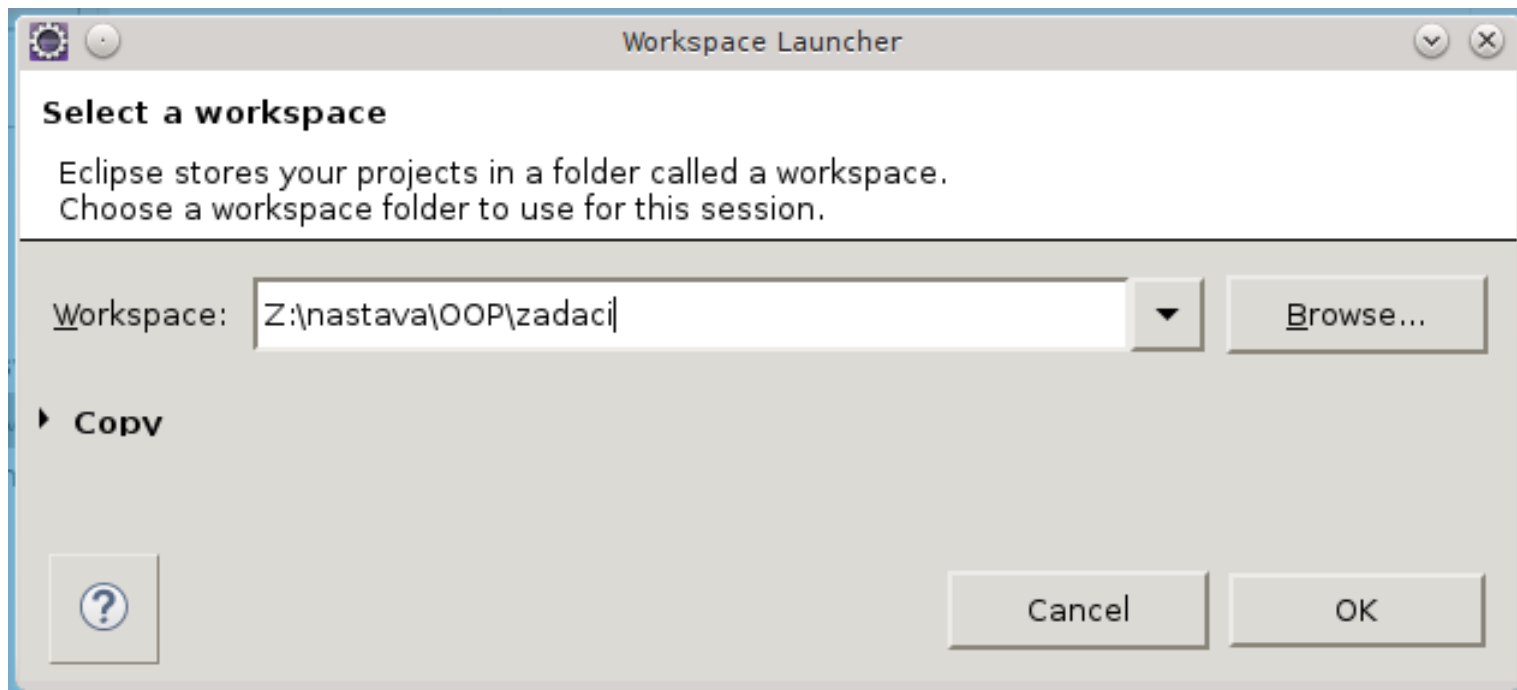 Workspace Launcher
Select a workspace
Eclipse stores your projects in a folder called a workspace.
Choose a workspace folder to use for this session.
Workspace: Z:\nastava\OOP\zadaci Browse...
Copy
? Cancel OK